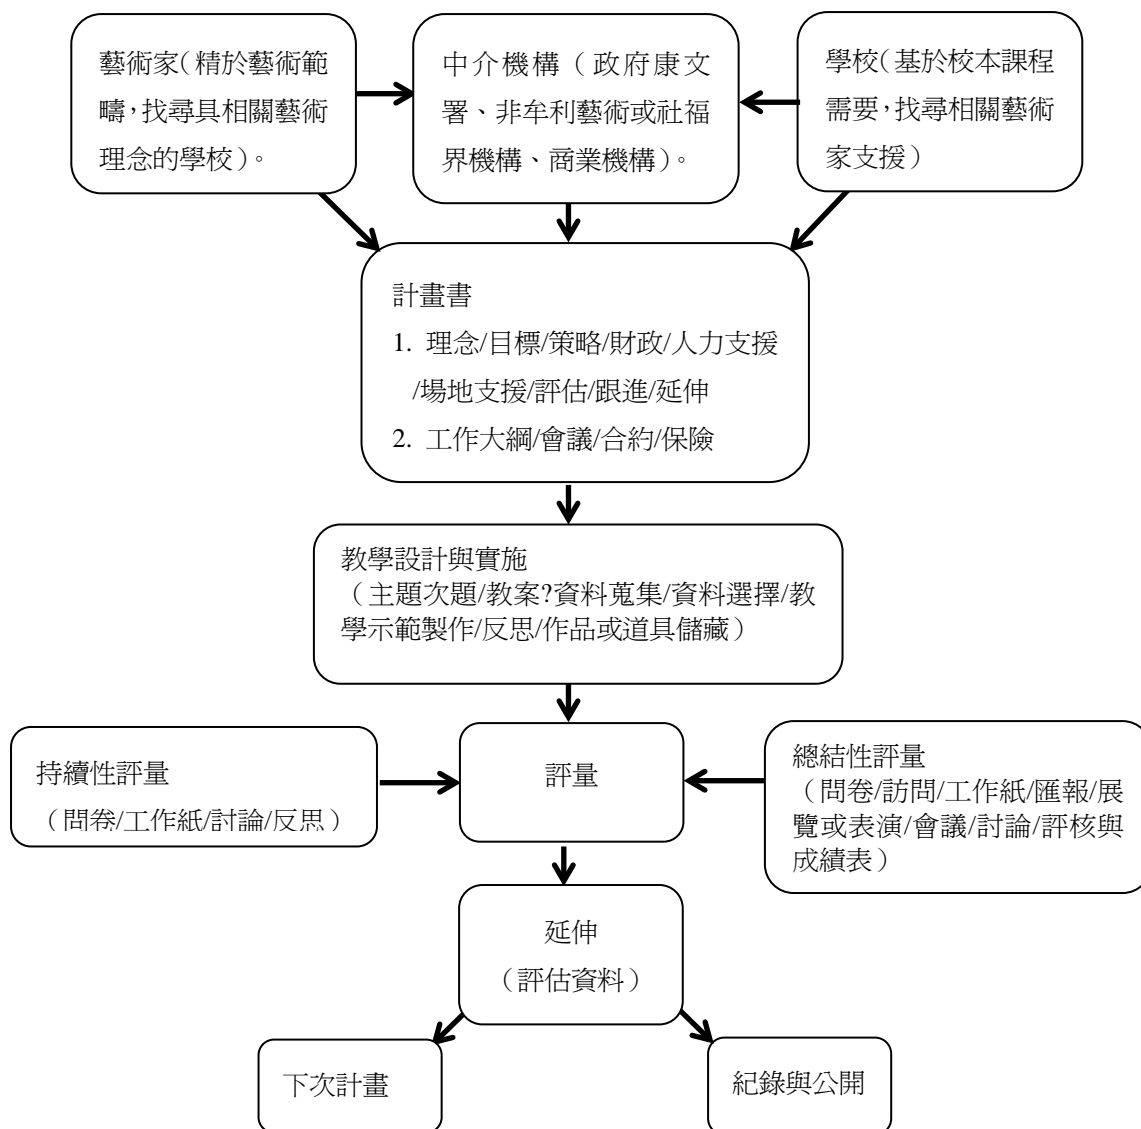 藝術家（精於藝術範
疇，找尋具相關藝術
理念的學校）。
中介機構（政府康文
署、非牟利藝術或社福
界機構、商業機構）。
學校（基於校本課程
需要，找尋相關藝術
家支援）
計畫書
1. 理念/目標/策略/財政/人力支援
/場地支援/評估/跟進/延伸
2. 工作大綱/會議/合約/保險
教學設計與實施
（主題次題/教案?資料蒐集/資料選擇/教
學示範製作/反思/作品或道具儲藏）
持續性評量
（問卷/工作紙/討論/反思）
評量
總結性評量
（問卷/訪問/工作紙/匯報/展
覽或表演/會議/討論/評核與
成績表）
延伸
（評估資料）
下次計畫
紀錄與公開